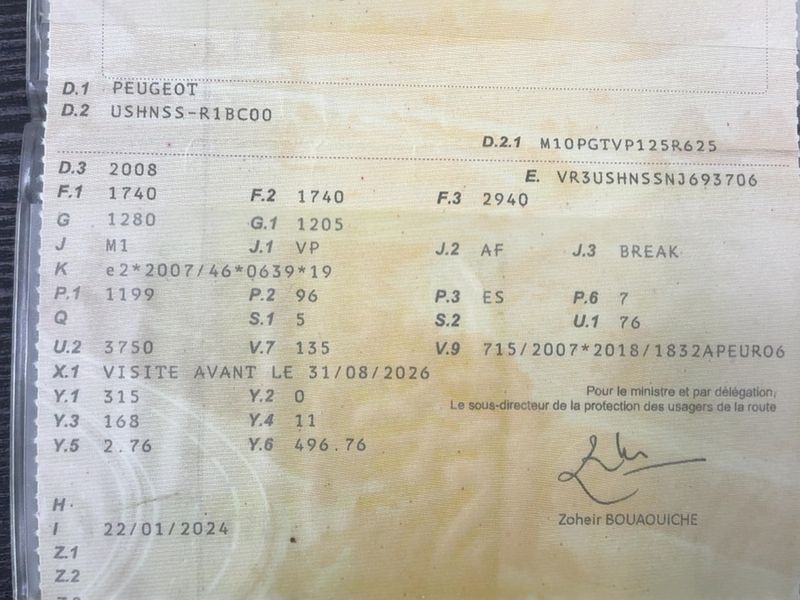 D.1 PEUGEOT
D.2 USHNSS-R1BC00
D.2.1 M10PGTVP125R625
D.3 2008
E. VR3USHNSSNJ693706
F.1 1740 F.2 1740 F.3 2940
G 1280 G.1 1205
J M1 J.1 VP J.2 AF J.3 BREAK
K e2*2007/46*0639*19
P.1 1199 P.2 96 P.3 ES P.6 7
Q S.1 5 S.2 U.1 76
U.2 3750 V.7 135 V.9 715/2007*2018/1832APEURO6
X.1 VISITE AVANT LE 31/08/2026
Y.1 315 Y.2 0
Pour le ministre et par délégation,
Le sous-directeur de la protection des usagers de la route
Y.3 168 Y.4 11
Y.5 2.76 Y.6 496.76
H
Zoheir BOUAOUICHE
I 22/01/2024
Z.1
Z.2